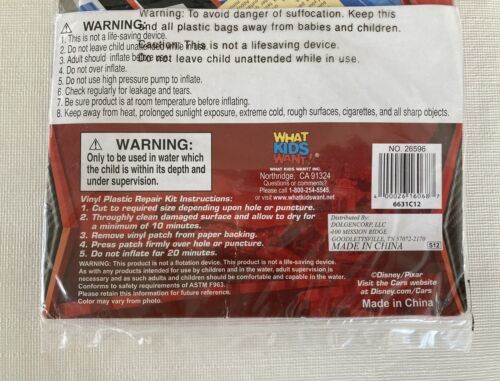 Warning: To avoid danger of suffocation. Keep this
and all plastic bags away from babies and children.
Caution: This is not a lifesaving device.
Do not leave child unattended while in use.
WARNING:
1. This is not a life-saving device.
2. Do not leave child unattended while in use.
3. Adult should inflate before use.
4. Do not over inflate.
5. Do not use high pressure pump to inflate.
6. Check regularly for leakage and tears.
7. Be sure product is at room temperature before inflating.
8. Keep away from heat, prolonged sunlight exposure, extreme cold, rough surfaces, cigarettes, and all sharp objects.
WARNING:
Only to be used in water which
the child is within its depth and
under supervision.
WHAT
KIDS
WANT!
WHAT KIDS WANT! INC.
Northridge, CA 91324
Questions or comments?
Please call 1-800-254-5545,
or visit www.whatkidswant.net
NO. 26596
4 00026 16068 7
6631C12
Distributed By:
DOLGENCORP, LLC
100 MISSION RIDGE
GOODLETTSVILLE, TN 37072-2170
MADE IN CHINA
S12
Vinyl Plastic Repair Kit Instructions:
1. Cut to required size depending upon hole or puncture.
2. Throughly clean damaged surface and allow to dry for
a minimum of 10 minutes.
3. Remove vinyl patch from paper backing.
4. Press patch firmly over hole or puncture.
5. Do not inflate for 20 minutes.
WARNING: This product is not a flotation device. This product is not a life-saving device.
As with any products intended for use by children and in the water, adult supervision is
necessary and as such adults and children should be comfortable and capable in the water.
Conforms to safety requirements of ASTM F963.
Please retain this information for future reference.
Color may vary from photo.
©Disney/Pixar
Visit the Cars website
at Disney.com/Cars
Made in China